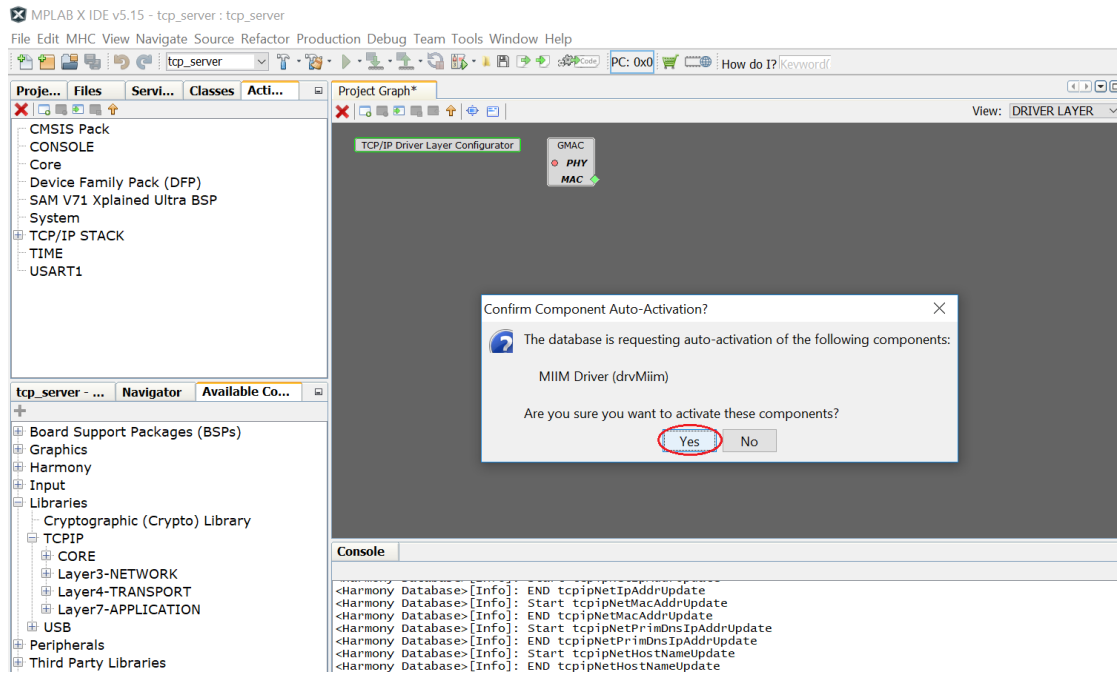 MPLAB X IDE v5.15 - tcp_server : tcp_server
File Edit MHC View Navigate Source Refactor Production Debug Team Tools Window Help
tcp_server
Code
PC: 0x0
How do I?
Keyword(
Proje...
Files
Servi...
Classes
Acti...
CMSIS Pack
CONSOLE
Core
Device Family Pack (DFP)
SAM V71 Xplained Ultra BSP
System
TCP/IP STACK
TIME
USART1
Project Graph*
View: DRIVER LAYER
TCP/IP Driver Layer Configurator
GMAC
PHY
MAC
Confirm Component Auto-Activation?
The database is requesting auto-activation of the following components:
MIIM Driver (drvMiim)
Are you sure you want to activate these components?
Yes
No
tcp_server - ...
Navigator
Available Co...
Board Support Packages (BSPs)
Graphics
Harmony
Input
Libraries
Cryptographic (Crypto) Library
TCPIP
CORE
Layer3-NETWORK
Layer4-TRANSPORT
Layer7-APPLICATION
USB
Peripherals
Third Party Libraries
Console
<Harmony Database>[Info]: Start tcpipNetIpAddrUpdate
<Harmony Database>[Info]: END tcpipNetIpAddrUpdate
<Harmony Database>[Info]: Start tcpipNetMacAddrUpdate
<Harmony Database>[Info]: END tcpipNetMacAddrUpdate
<Harmony Database>[Info]: Start tcpipNetPrimDnsIpAddrUpdate
<Harmony Database>[Info]: END tcpipNetPrimDnsIpAddrUpdate
<Harmony Database>[Info]: Start tcpipNetHostNameUpdate
<Harmony Database>[Info]: END tcpipNetHostNameUpdate